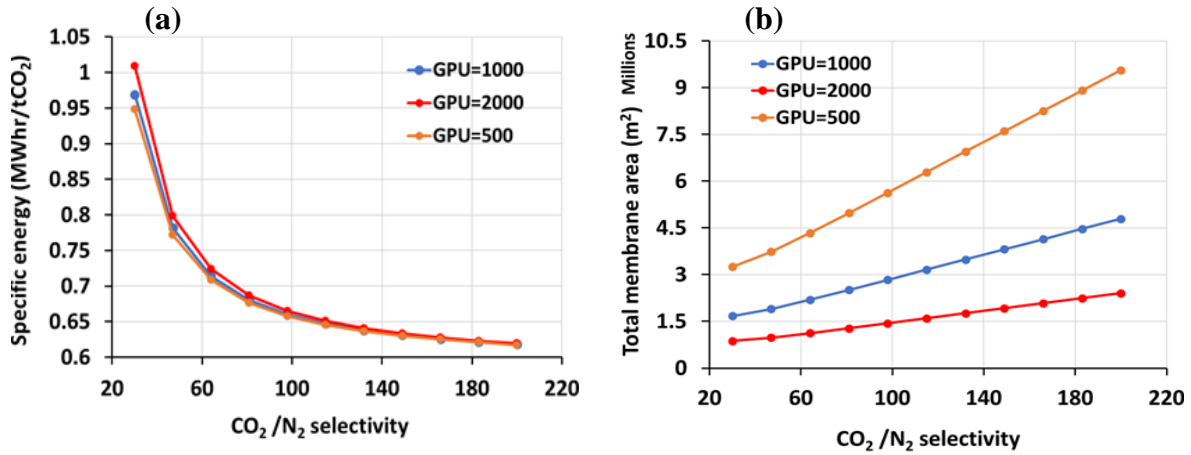 (a)
1.05
1
0.95
0.9
0.85
0.8
0.75
0.7
0.65
0.6
Specific energy (MWhr/tCO₂)
GPU=1000
GPU=2000
GPU=500
20 60 100 140 180 220
CO₂ /N₂ selectivity
(b)
10.5
9
7.5
6
4.5
3
1.5
0
Total membrane area (m²) Millions
GPU=1000
GPU=2000
GPU=500
20 60 100 140 180 220
CO₂ /N₂ selectivity